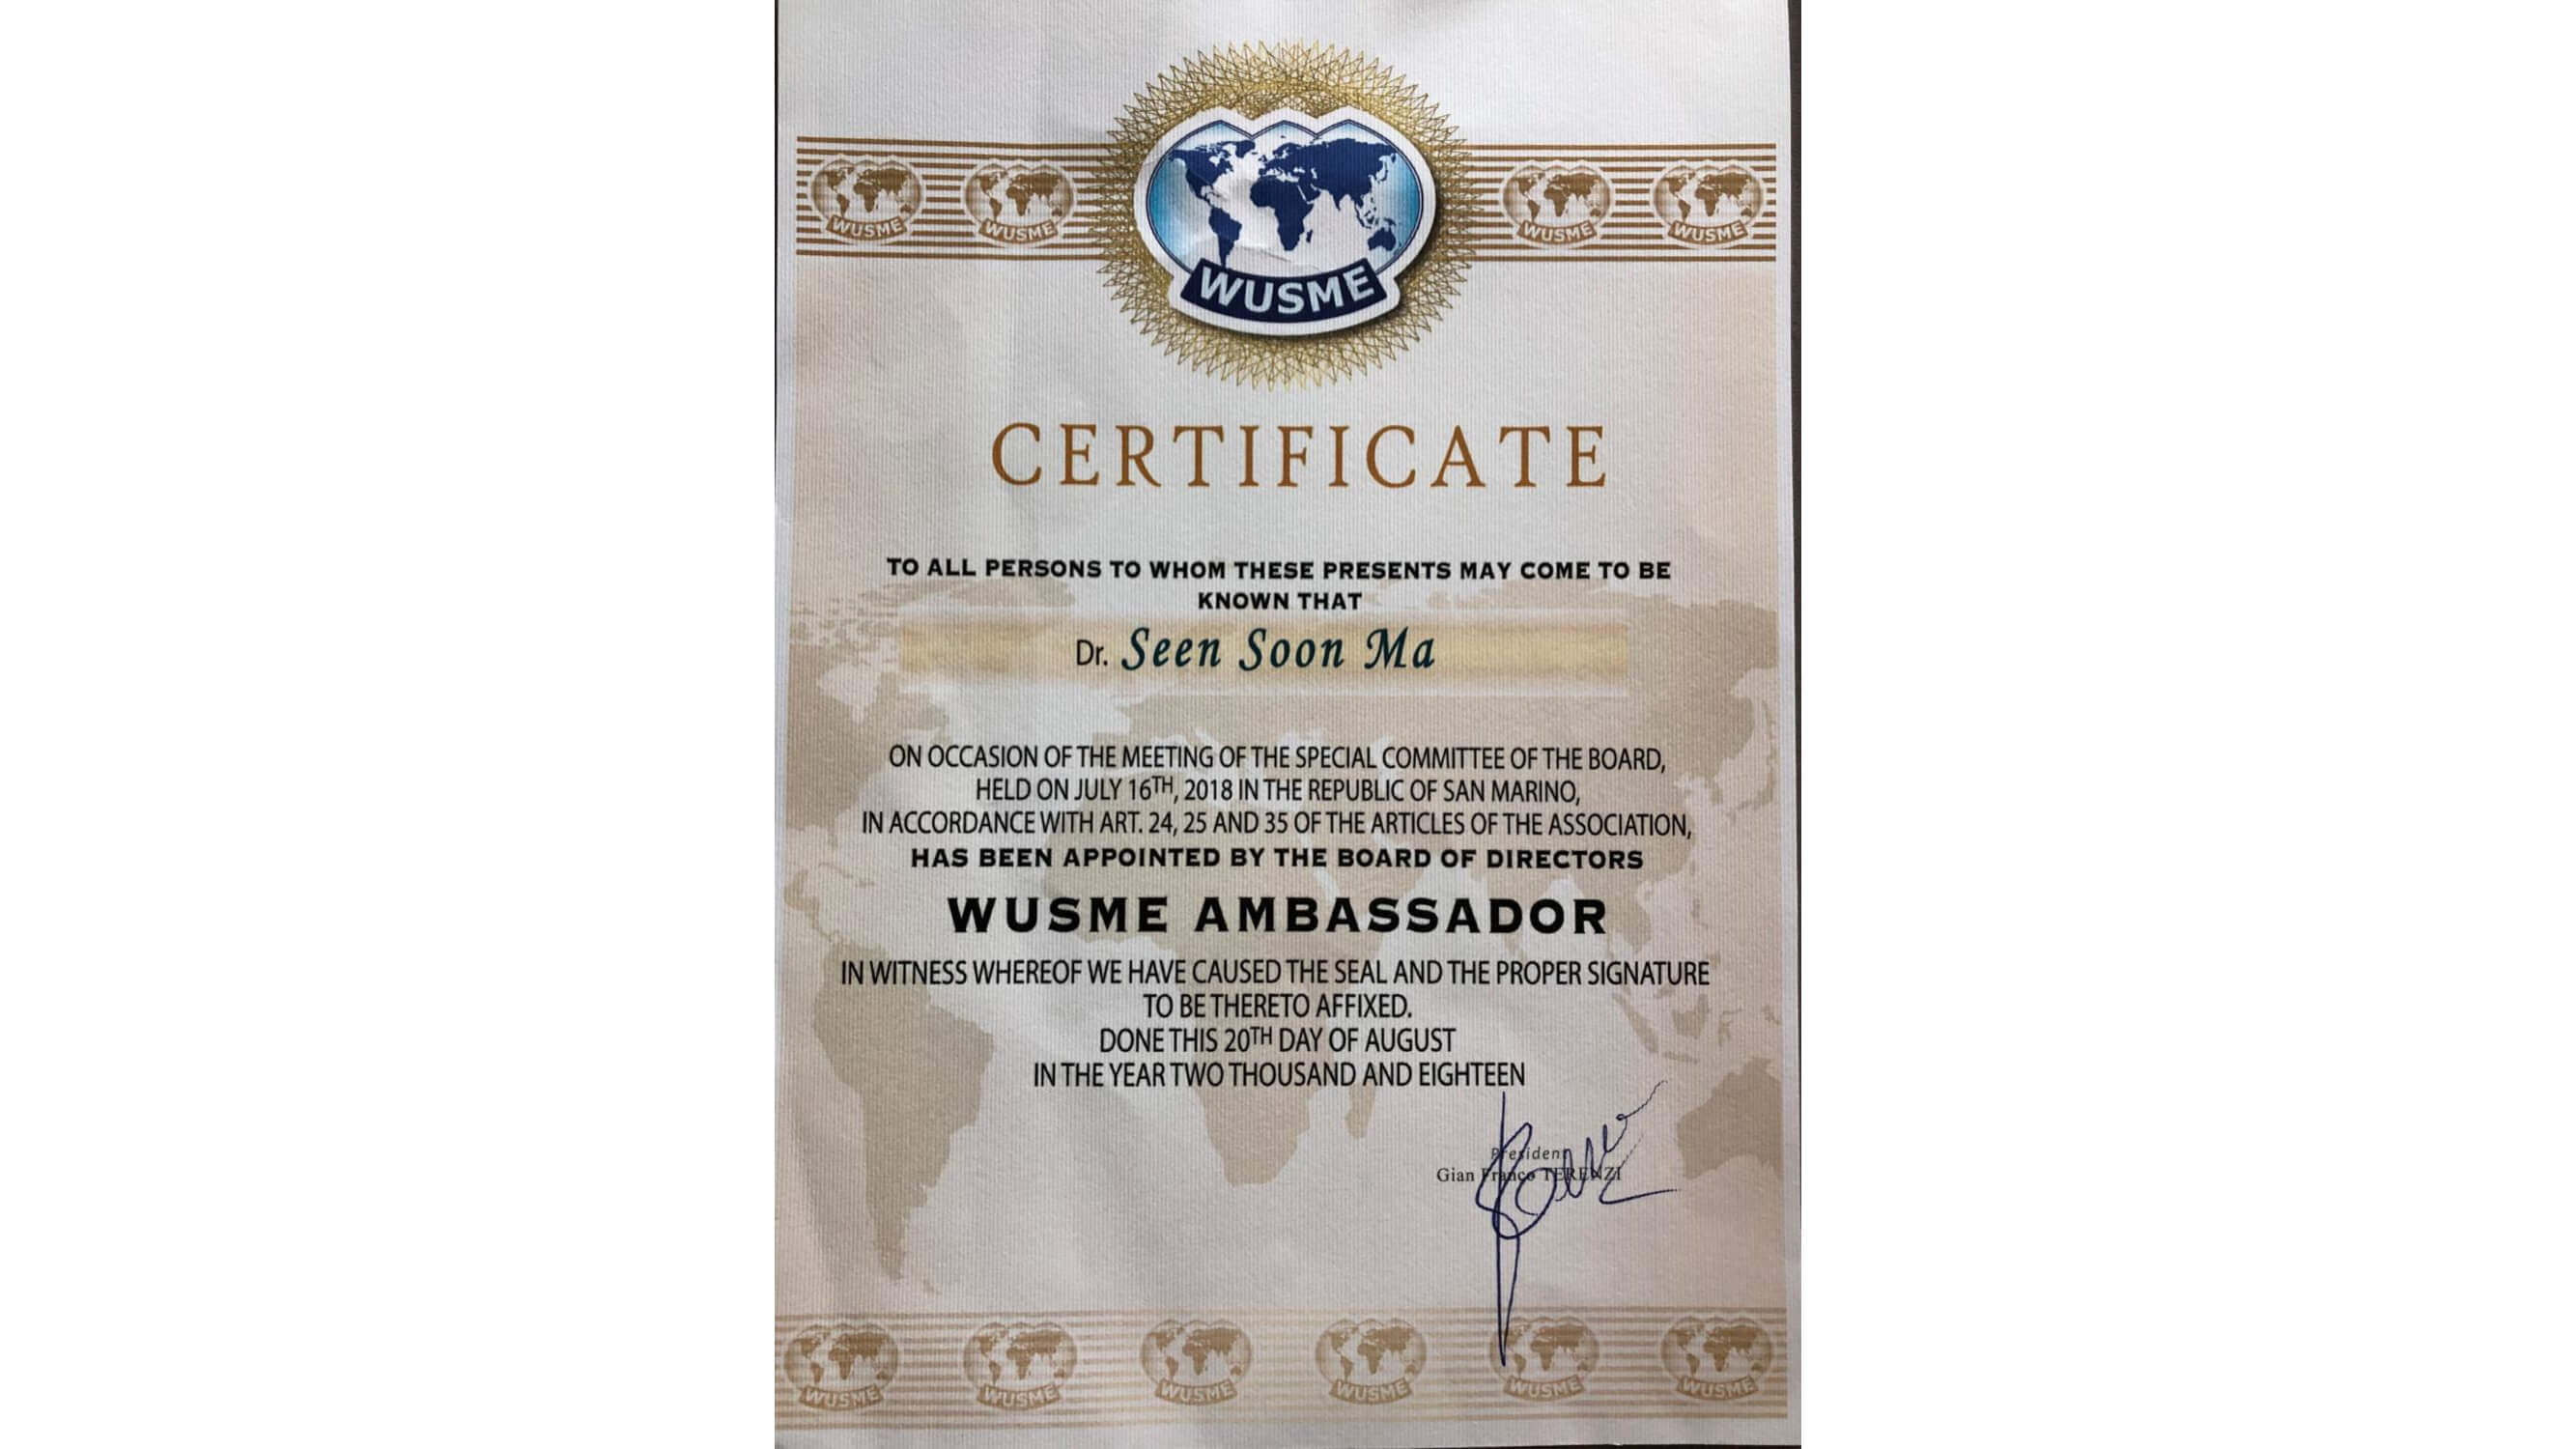 WUSME WUSME WUSME WUSME WUSME
CERTIFICATE
TO ALL PERSONS TO WHOM THESE PRESENTS MAY COME TO BE
KNOWN THAT
Dr. Seen Soon Ma
ON OCCASION OF THE MEETING OF THE SPECIAL COMMITTEE OF THE BOARD,
HELD ON JULY 16TH, 2018 IN THE REPUBLIC OF SAN MARINO,
IN ACCORDANCE WITH ART. 24, 25 AND 35 OF THE ARTICLES OF THE ASSOCIATION,
HAS BEEN APPOINTED BY THE BOARD OF DIRECTORS
WUSME AMBASSADOR
IN WITNESS WHEREOF WE HAVE CAUSED THE SEAL AND THE PROPER SIGNATURE
TO BE THERETO AFFIXED.
DONE THIS 20TH DAY OF AUGUST
IN THE YEAR TWO THOUSAND AND EIGHTEEN
President
Gian Franco TERENZI
WUSME WUSME WUSME WUSME WUSME WUSME